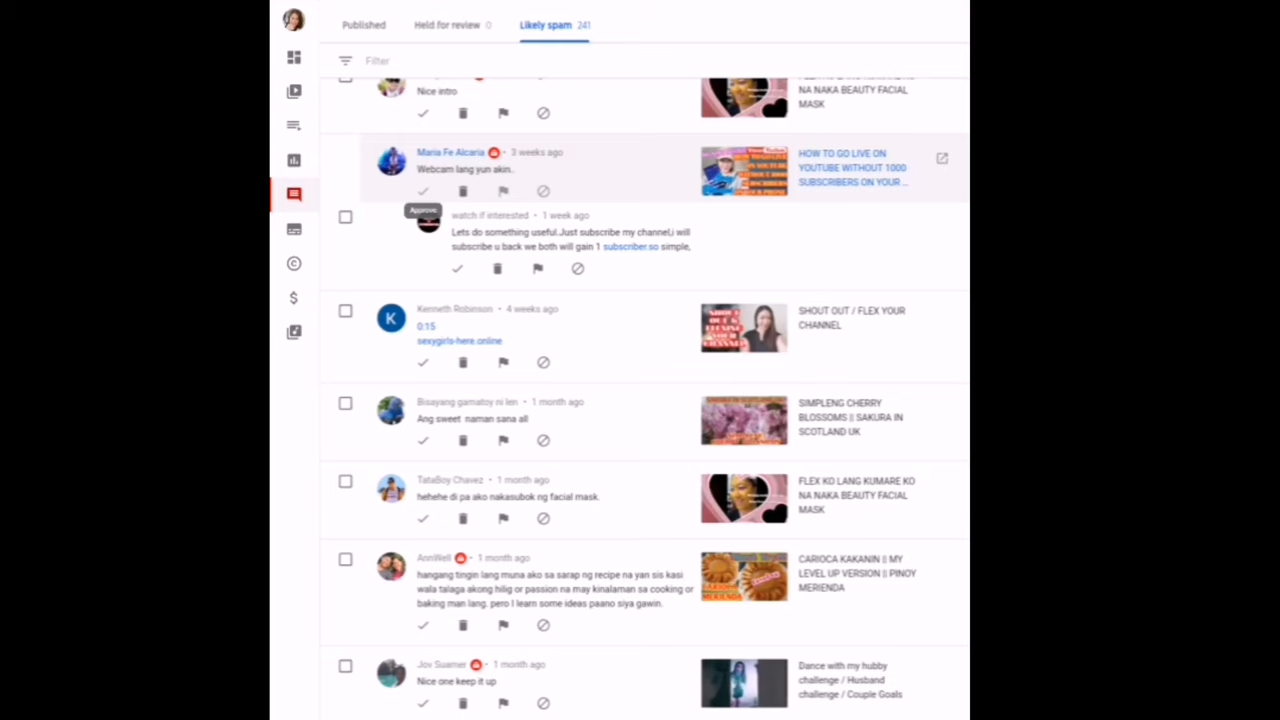 Published Held for review 0 Likely spam 241
Filter
Nice intro
NA NAKA BEAUTY FACIAL
MASK
Maria Fe Alcaria • 3 weeks ago
Webcam lang yun akin..
HOW TO GO LIVE ON
YOUTUBE WITHOUT 1000
SUBSCRIBERS ON YOUR ...
Approve
watch if interested • 1 week ago
Lets do something useful.Just subscribe my channel,i will
subscribe u back we both will gain 1 subscriber.so simple,
Kenneth Robinson • 4 weeks ago
0:15
sexygirls-here.online
K
SHOUT OUT / FLEX YOUR
CHANNEL
Bisayang gamatoy ni len • 1 month ago
Ang sweet naman sana all
SIMPLENG CHERRY
BLOSSOMS || SAKURA IN
SCOTLAND UK
TataBoy Chavez • 1 month ago
hehehe di pa ako nakasubok ng facial mask.
FLEX KO LANG KUMARE KO
NA NAKA BEAUTY FACIAL
MASK
AnnWell • 1 month ago
hangang tingin lang muna ako sa sarap ng recipe na yan sis kasi
wala talaga akong hilig or passion na may kinalaman sa cooking or
baking man lang. pero I learn some ideas paano siya gawin.
CARIOCA KAKANIN || MY
LEVEL UP VERSION || PINOY
MERIENDA
Jov Suamer • 1 month ago
Nice one keep it up
Dance with my hubby
challenge / Husband
challenge / Couple Goals